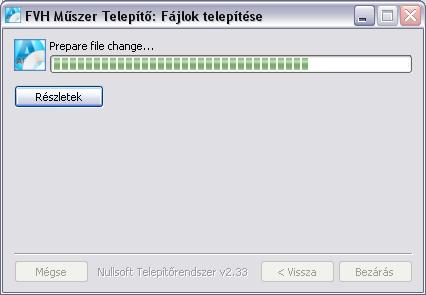 FVH Műszer Telepítő: Fájlok telepítése
Prepare file change...
Részletek
Mégse
Nullsoft Telepítőrendszer v2.33
< Vissza
Bezárás